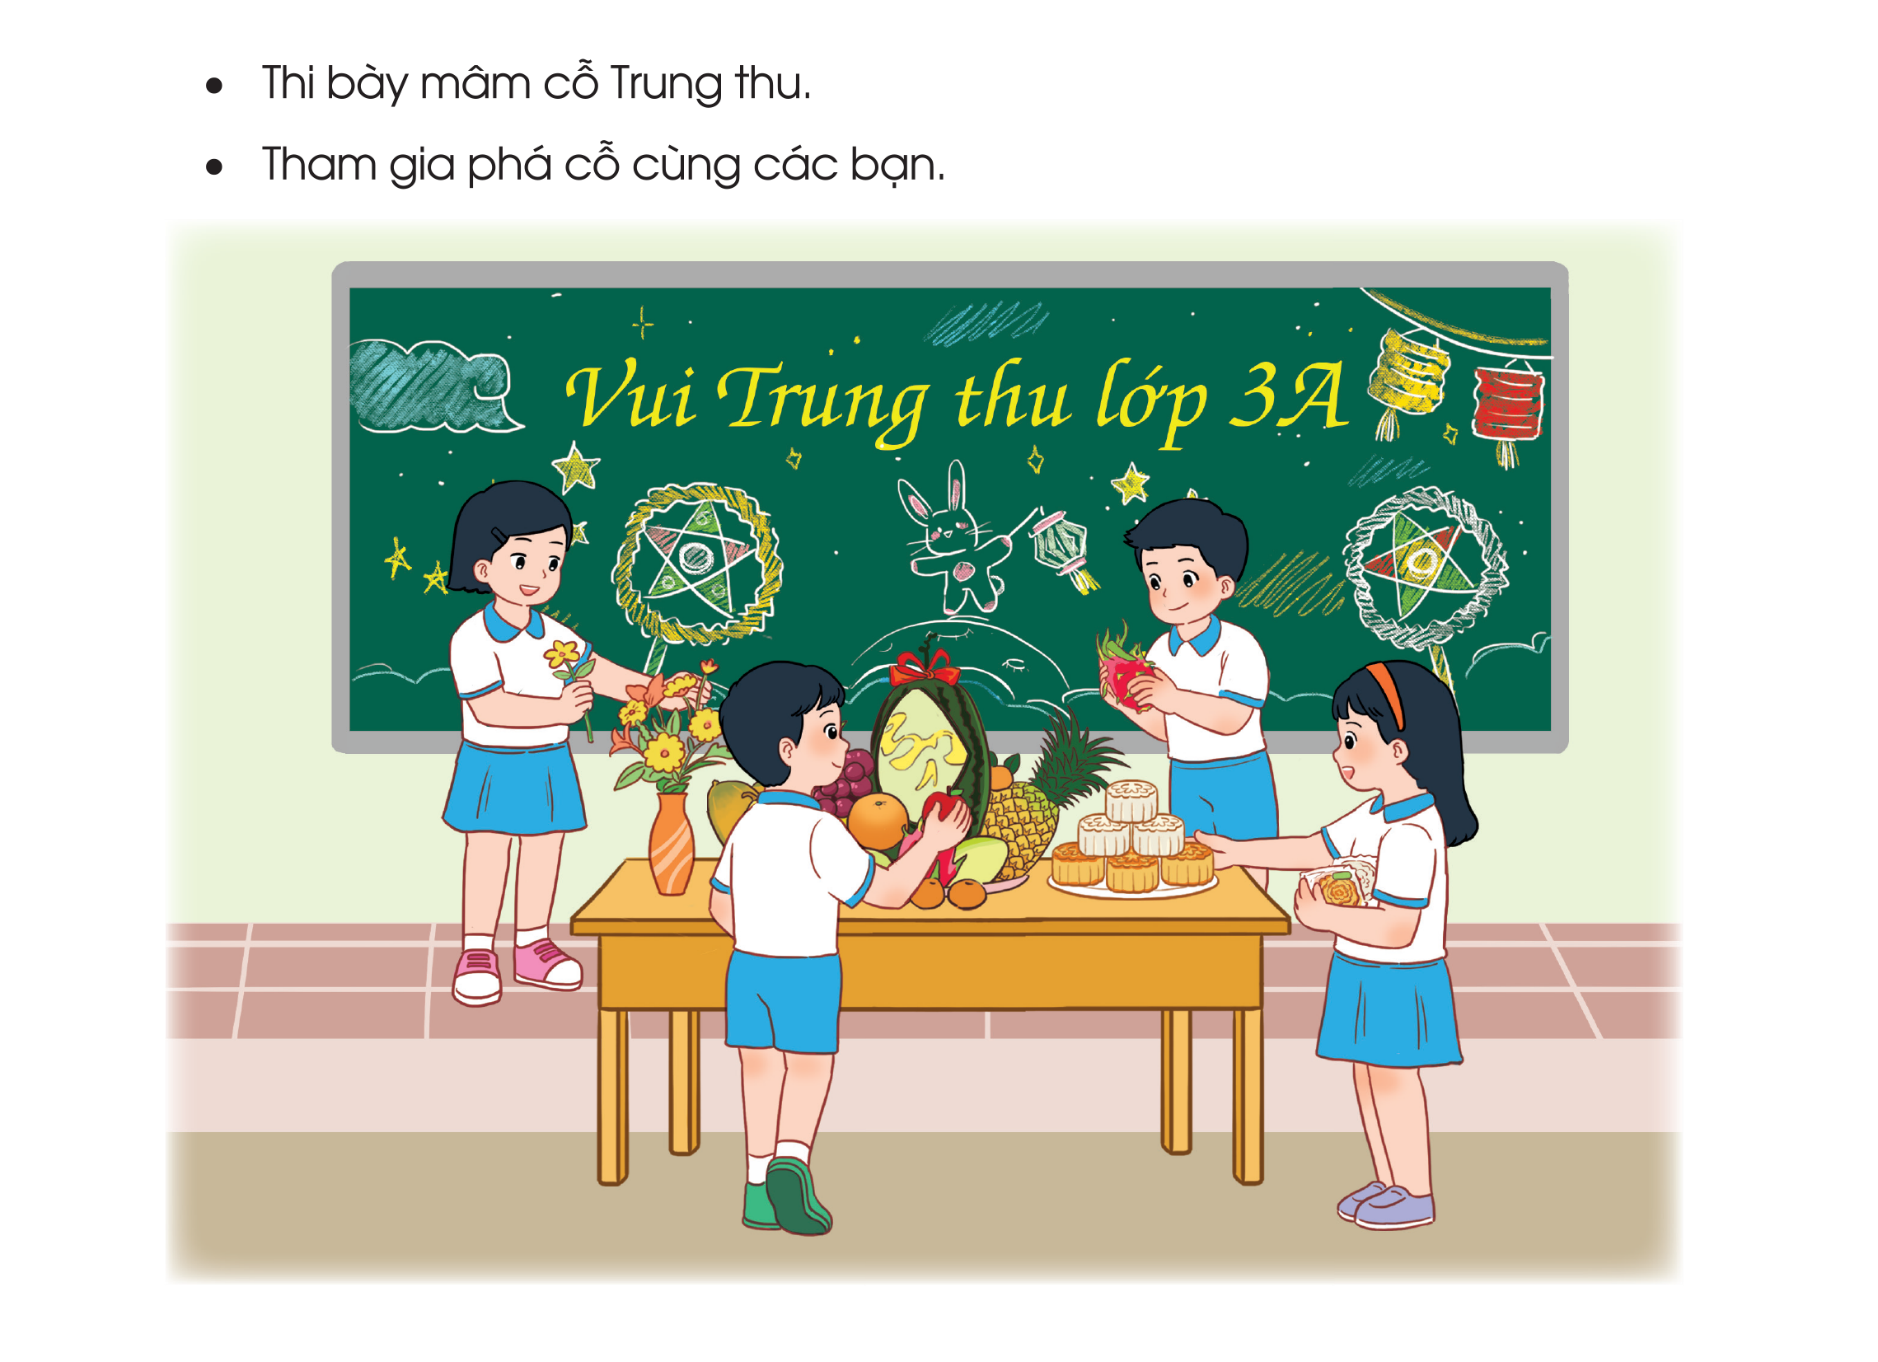 • Thi bày mâm cỗ Trung thu.
• Tham gia phá cỗ cùng các bạn.
Vui Trung thu lớp 3A